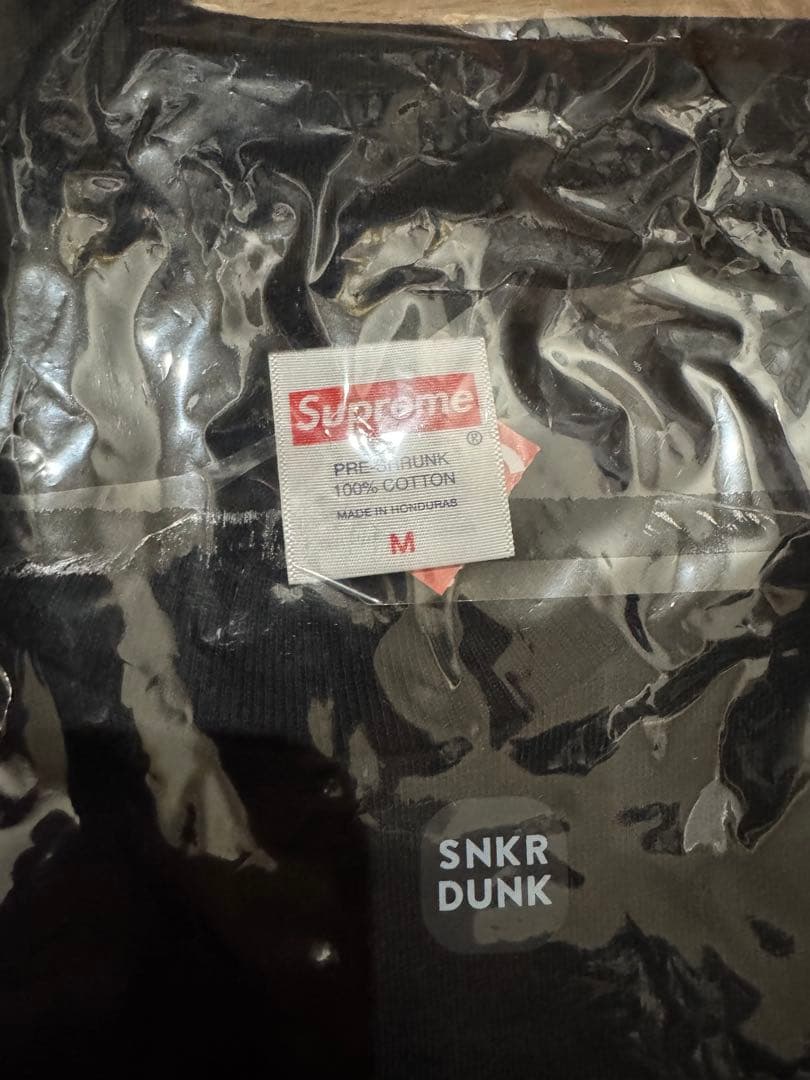 Supreme
®
PRE-SHRUNK
100% COTTON
MADE IN HONDURAS
M
SNKR
DUNK